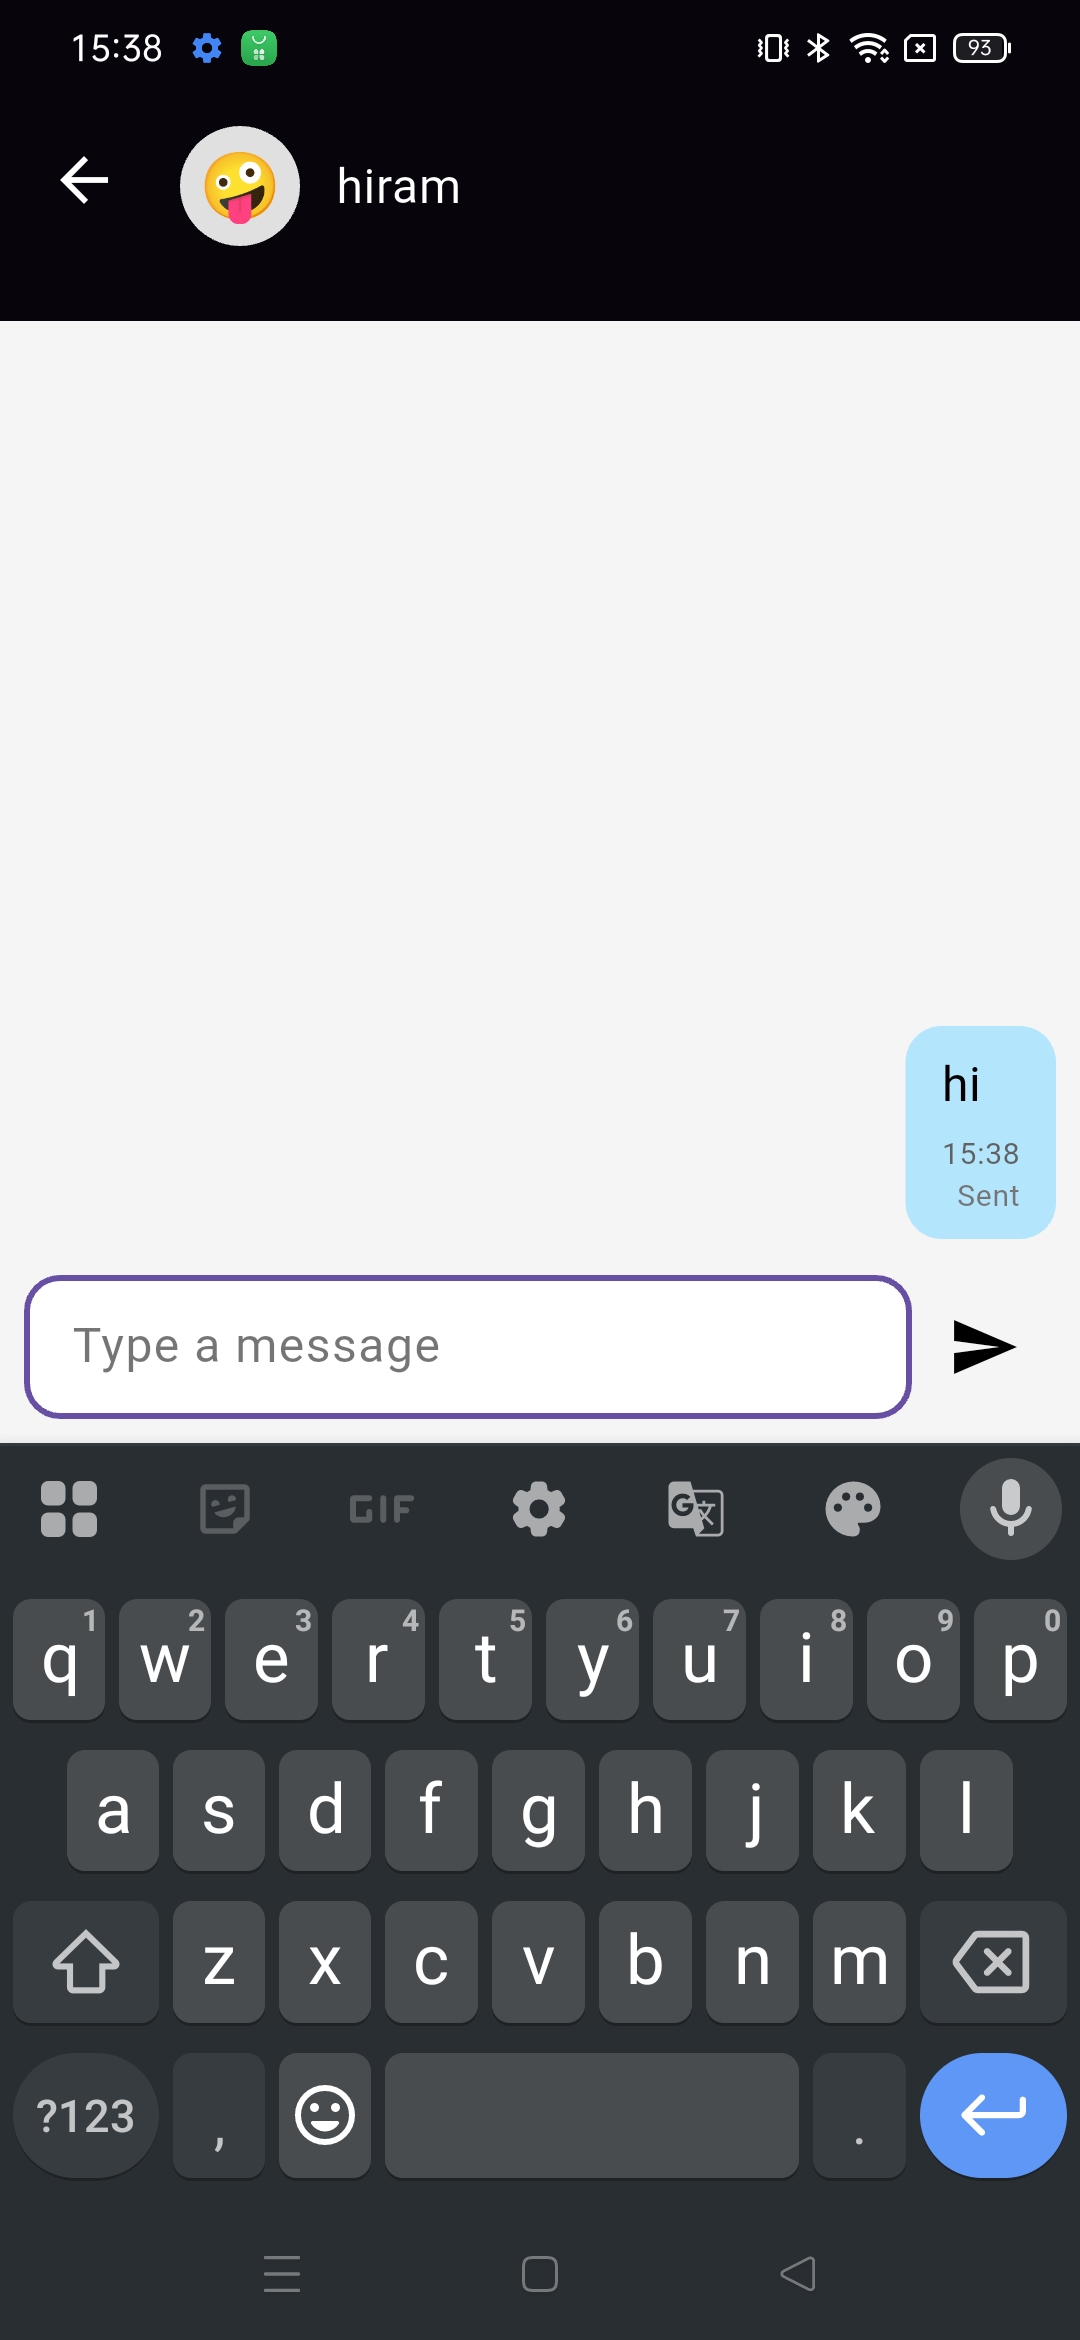 15:38
93
hiram
hi
15:38
Sent
Type a message
GIF
G 文
1 2 3 4 5 6 7 8 9 0
q w e r t y u i o p
a s d f g h j k l
z x c v b n m
?123 , .